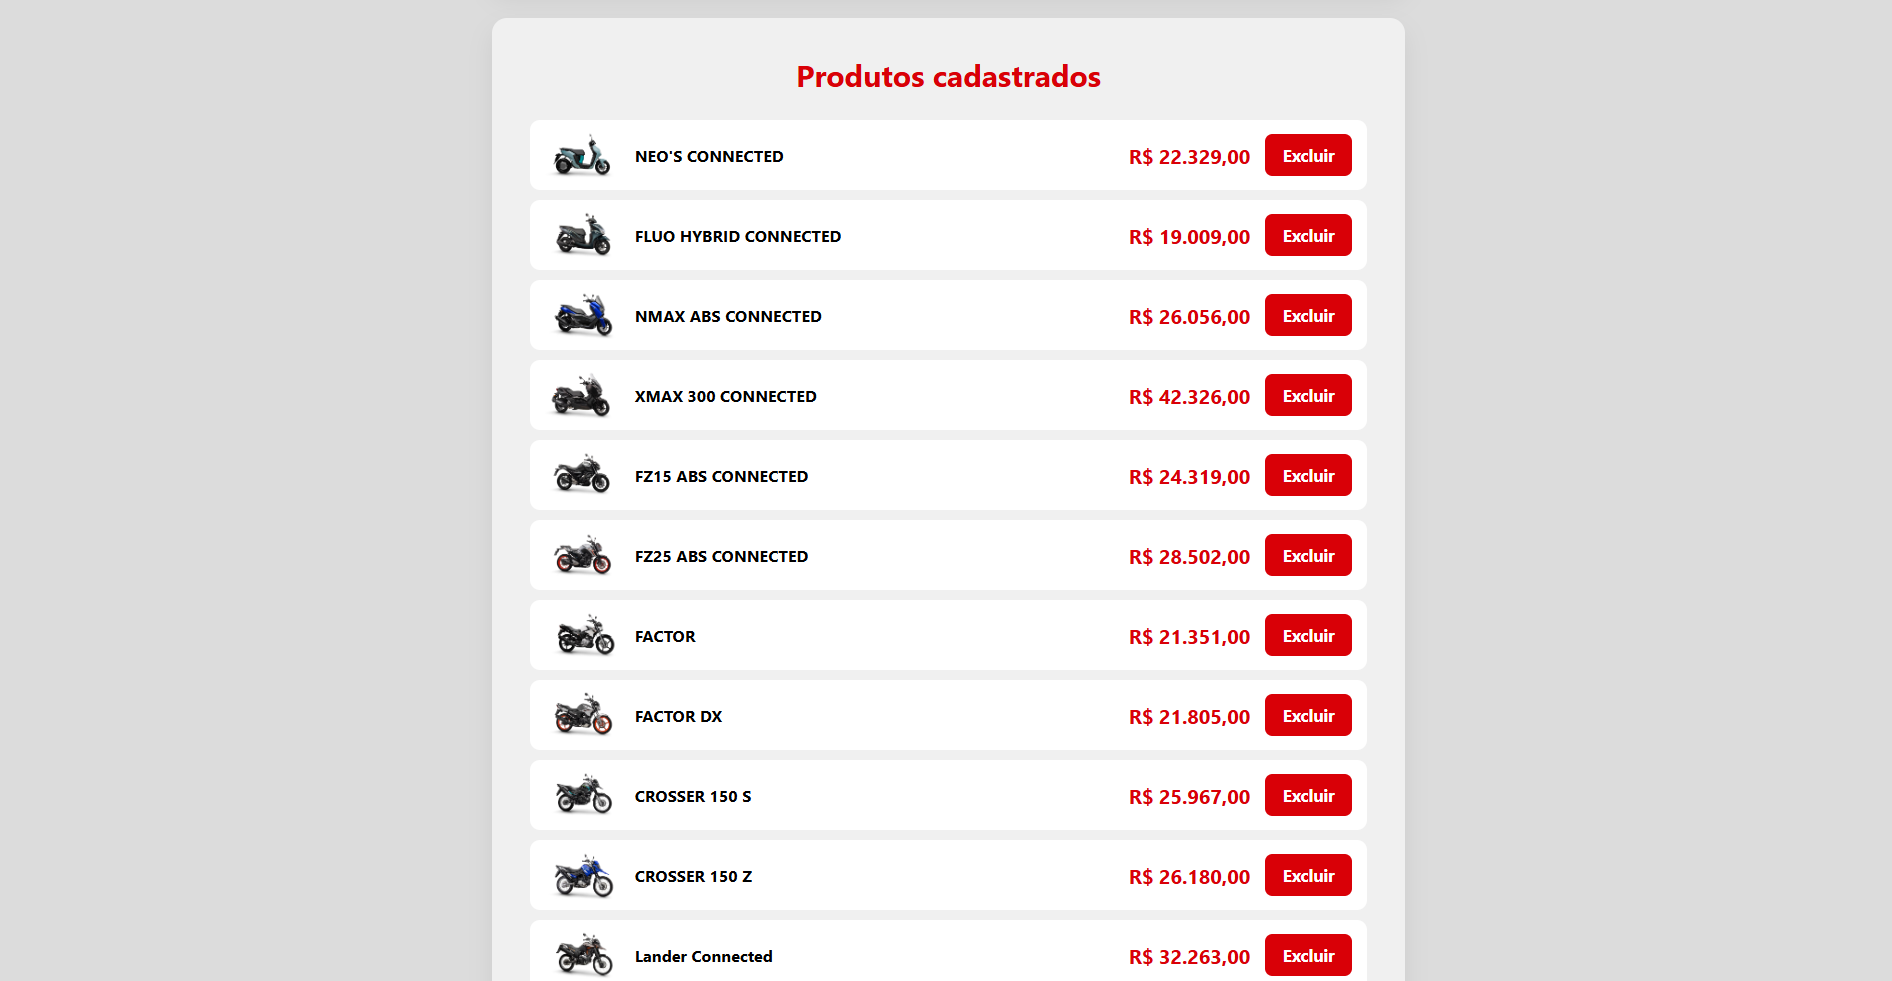 Produtos cadastrados
NEO'S CONNECTED R$ 22.329,00 Excluir
FLUO HYBRID CONNECTED R$ 19.009,00 Excluir
NMAX ABS CONNECTED R$ 26.056,00 Excluir
XMAX 300 CONNECTED R$ 42.326,00 Excluir
FZ15 ABS CONNECTED R$ 24.319,00 Excluir
FZ25 ABS CONNECTED R$ 28.502,00 Excluir
FACTOR R$ 21.351,00 Excluir
FACTOR DX R$ 21.805,00 Excluir
CROSSER 150 S R$ 25.967,00 Excluir
CROSSER 150 Z R$ 26.180,00 Excluir
Lander Connected R$ 32.263,00 Excluir